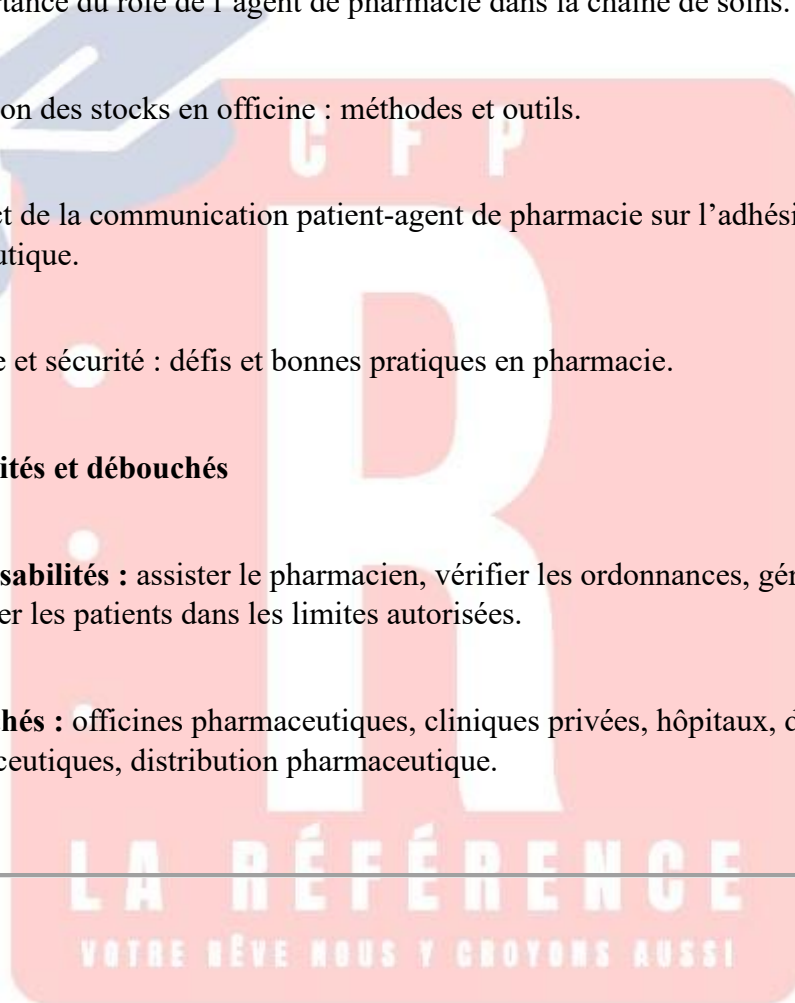 rtance du rôle de l’agent de pharmacie dans la chaîne de soins.
on des stocks en officine : méthodes et outils.
t de la communication patient-agent de pharmacie sur l’adhési
utique.
e et sécurité : défis et bonnes pratiques en pharmacie.
ités et débouchés
sabilités : assister le pharmacien, vérifier les ordonnances, gér
er les patients dans les limites autorisées.
hés : officines pharmaceutiques, cliniques privées, hôpitaux, d
ceutiques, distribution pharmaceutique.
CFP
R
LA RÉFÉRENCE
VOTRE RÊVE NOUS Y CROYONS AUSSI